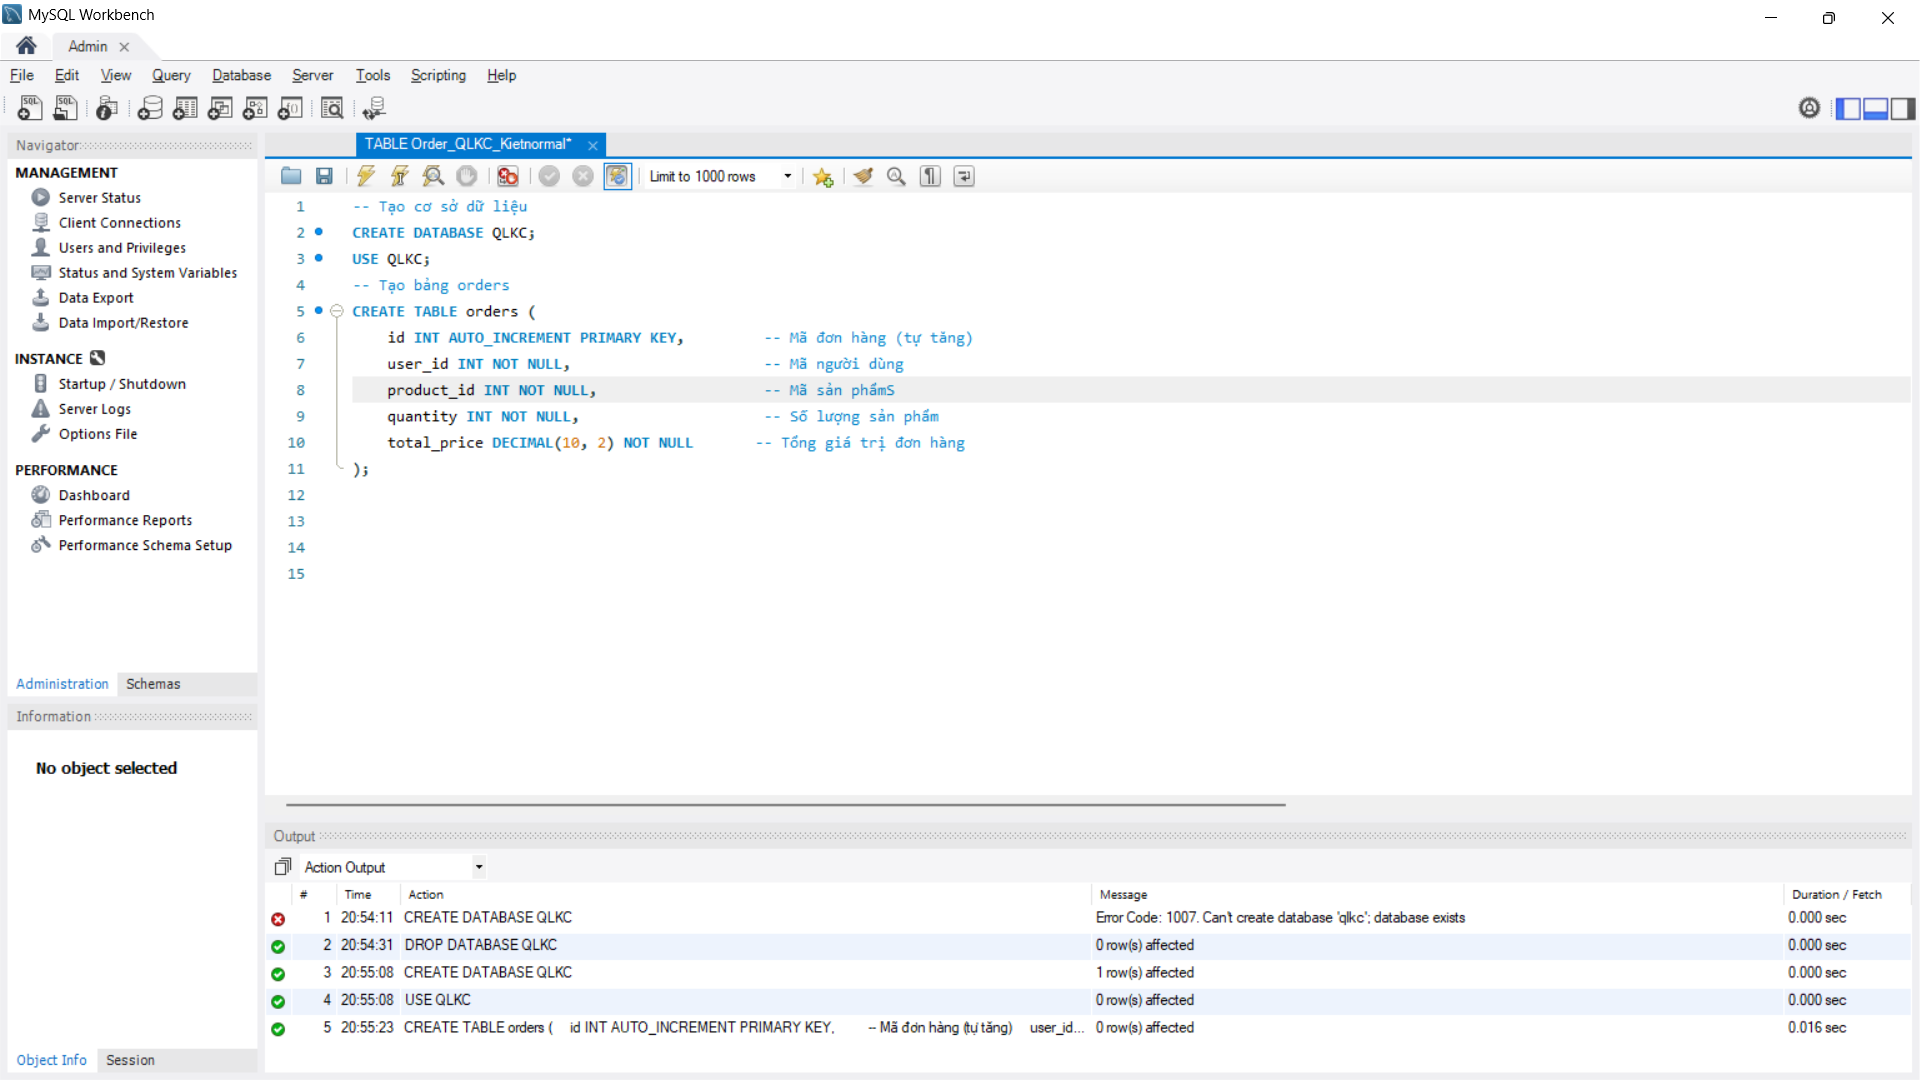 MySQL Workbench
Admin
File Edit View Query Database Server Tools Scripting Help
Navigator
MANAGEMENT
Server Status
Client Connections
Users and Privileges
Status and System Variables
Data Export
Data Import/Restore
INSTANCE
Startup / Shutdown
Server Logs
Options File
PERFORMANCE
Dashboard
Performance Reports
Performance Schema Setup
Administration Schemas
Information
No object selected
Object Info Session
TABLE Order_QLKC_Kietnormal*
Limit to 1000 rows
1 -- Tạo cơ sở dữ liệu
2 CREATE DATABASE QLKC;
3 USE QLKC;
4 -- Tạo bảng orders
5 CREATE TABLE orders (
6 id INT AUTO_INCREMENT PRIMARY KEY, -- Mã đơn hàng (tự tăng)
7 user_id INT NOT NULL, -- Mã người dùng
8 product_id INT NOT NULL, -- Mã sản phẩmS
9 quantity INT NOT NULL, -- Số lượng sản phẩm
10 total_price DECIMAL(10, 2) NOT NULL -- Tổng giá trị đơn hàng
11 );
12
13
14
15
Output
Action Output
# Time Action Message Duration / Fetch
1 20:54:11 CREATE DATABASE QLKC Error Code: 1007. Can't create database 'qlkc'; database exists 0.000 sec
2 20:54:31 DROP DATABASE QLKC 0 row(s) affected 0.000 sec
3 20:55:08 CREATE DATABASE QLKC 1 row(s) affected 0.000 sec
4 20:55:08 USE QLKC 0 row(s) affected 0.000 sec
5 20:55:23 CREATE TABLE orders ( id INT AUTO_INCREMENT PRIMARY KEY, -- Mã đơn hàng (tự tăng) user_id... 0 row(s) affected 0.016 sec